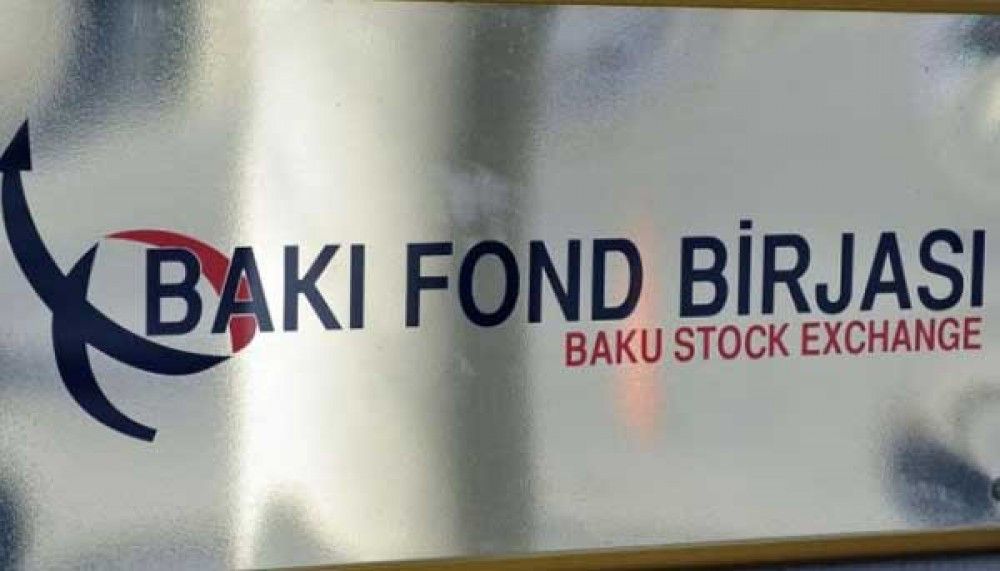 BAKI FOND BİRJASI
BAKU STOCK EXCHANGE